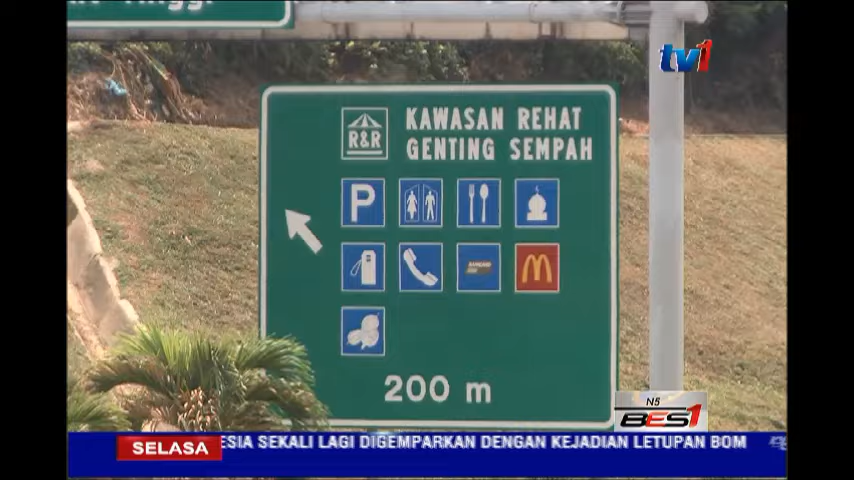 tv1
R&R
KAWASAN REHAT
GENTING SEMPAH
P
200 m
N5
BES1
SELASA
ESIA SEKALI LAGI DIGEMPARKAN DENGAN KEJADIAN LETUPAN BOM